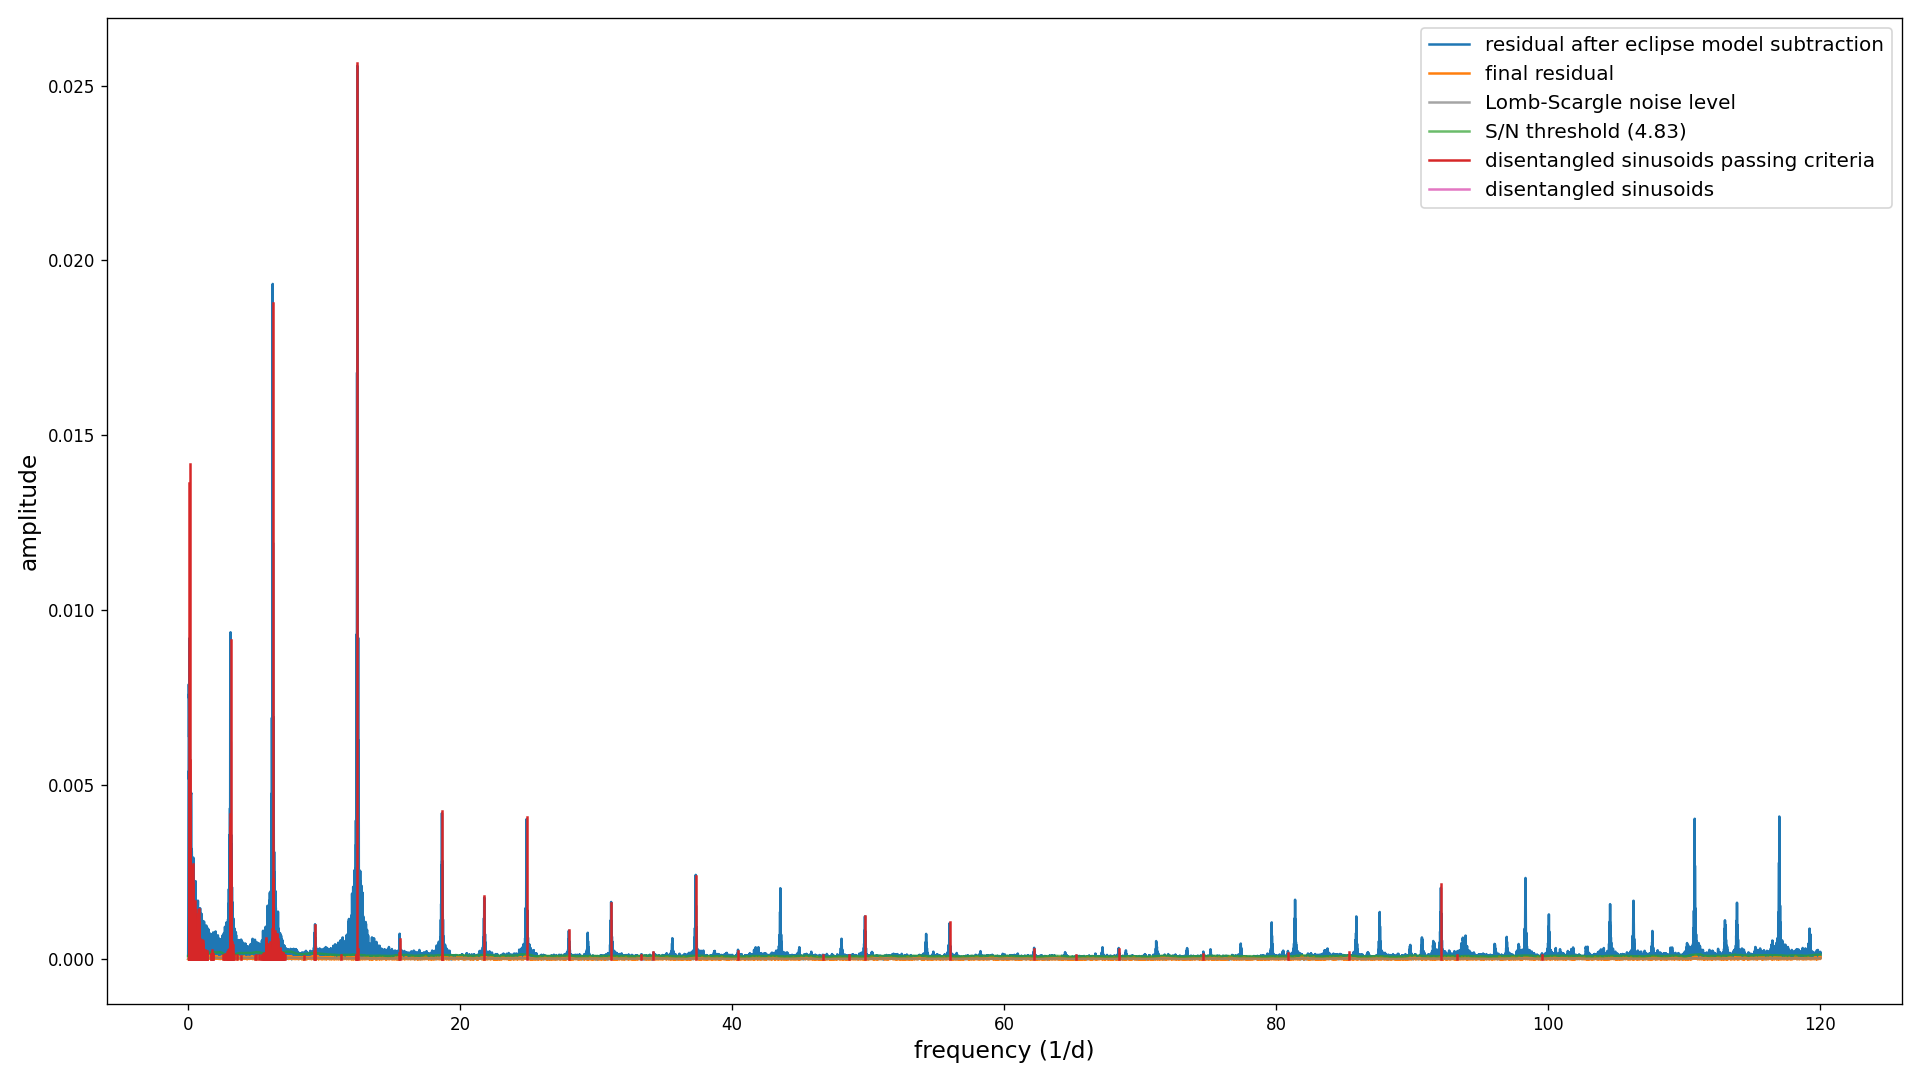 residual after eclipse model subtraction
final residual
Lomb-Scargle noise level
S/N threshold (4.83)
disentangled sinusoids passing criteria
disentangled sinusoids
amplitude
0.025
0.020
0.015
0.010
0.005
0.000
0 20 40 60 80 100 120
frequency (1/d)